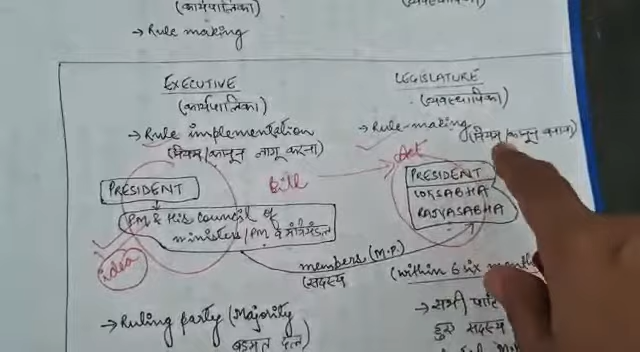 (कार्यपालिका)
(व्यवस्थापिका)
→ Rule making
EXECUTIVE
(कार्यपालिका)
→ Rule implementation
(नियम/कानून लागू करना)
LEGISLATURE
(व्यवस्थापिका)
→ Rule-making
(नियम/कानून बनाना)
PRESIDENT
Bill
Act
PM & His Council of
ministers/PM व मंत्रिमंडल
idea
PRESIDENT
LOKSABHA
RAJYASABHA
members (M.P.)
(सदस्य
(within 6 six month
→ Ruling party (Majority
बहुमत दल)
→ सभी
हुए सदस्य